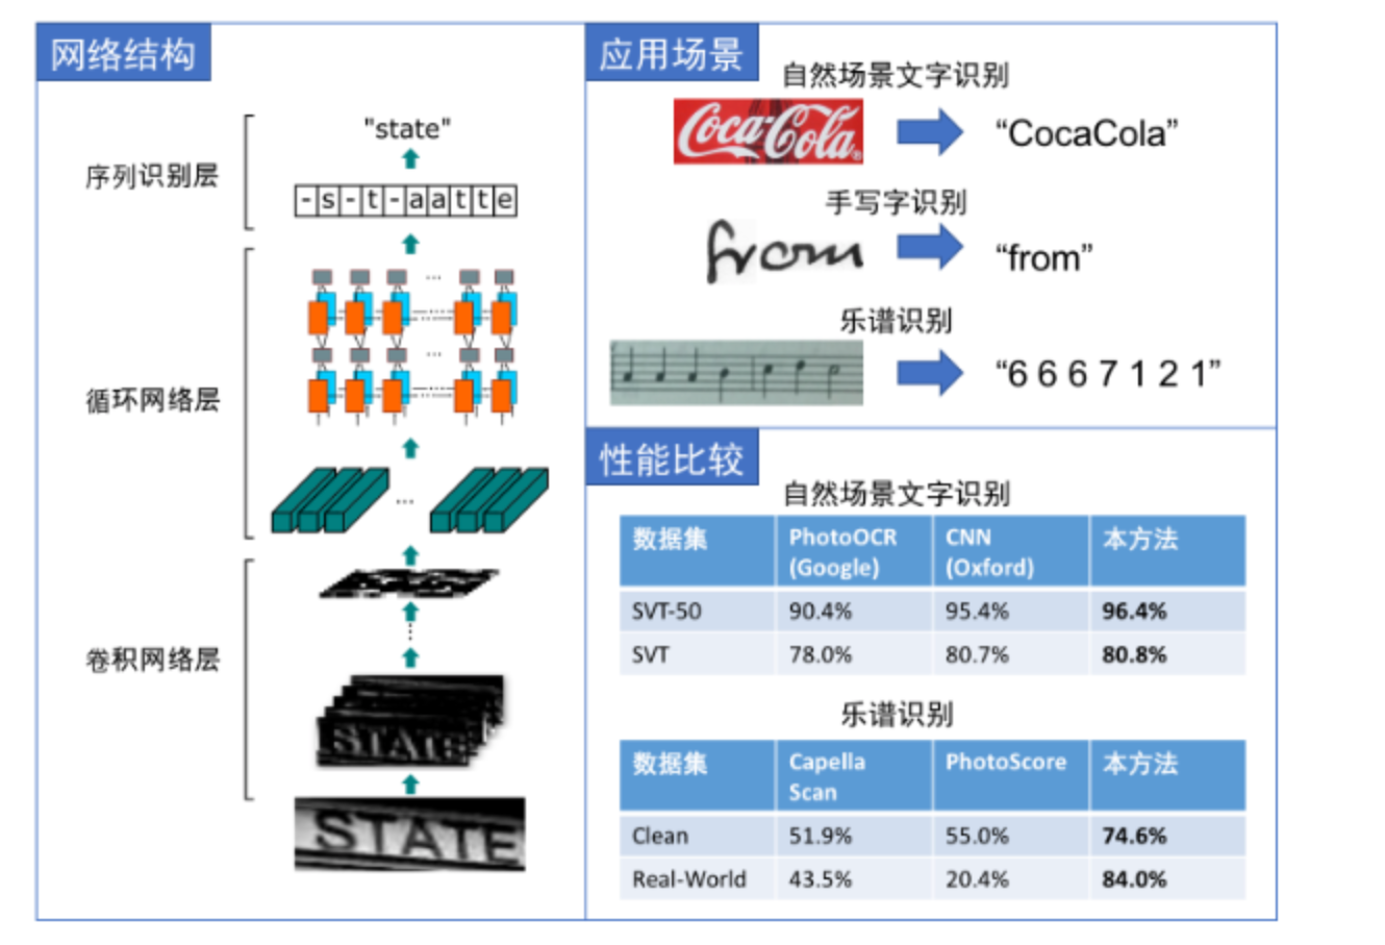 网络结构
序列识别层
"state"
-s-t-aatte
循环网络层
...
...
...
卷积网络层
STATE
STATE
应用场景
自然场景文字识别
Coca-Cola®
“CocaCola”
手写字识别
from
“from”
乐谱识别
“6 6 6 7 1 2 1”
性能比较
自然场景文字识别
数据集 PhotoOCR (Google) CNN (Oxford) 本方法
SVT-50 90.4% 95.4% 96.4%
SVT 78.0% 80.7% 80.8%
乐谱识别
数据集 Capella Scan PhotoScore 本方法
Clean 51.9% 55.0% 74.6%
Real-World 43.5% 20.4% 84.0%